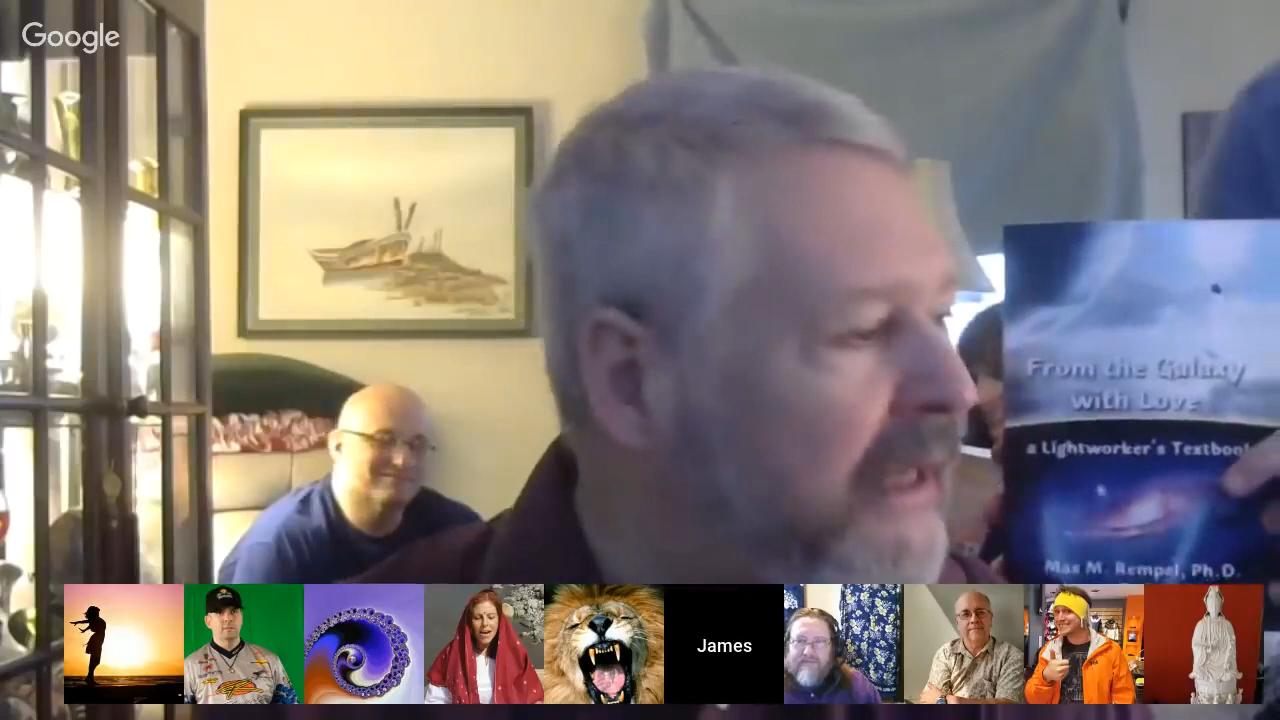 Google
From the Galaxy
with Love
a Lightworker's Textbook
Max M. Rempel, Ph.D.
James